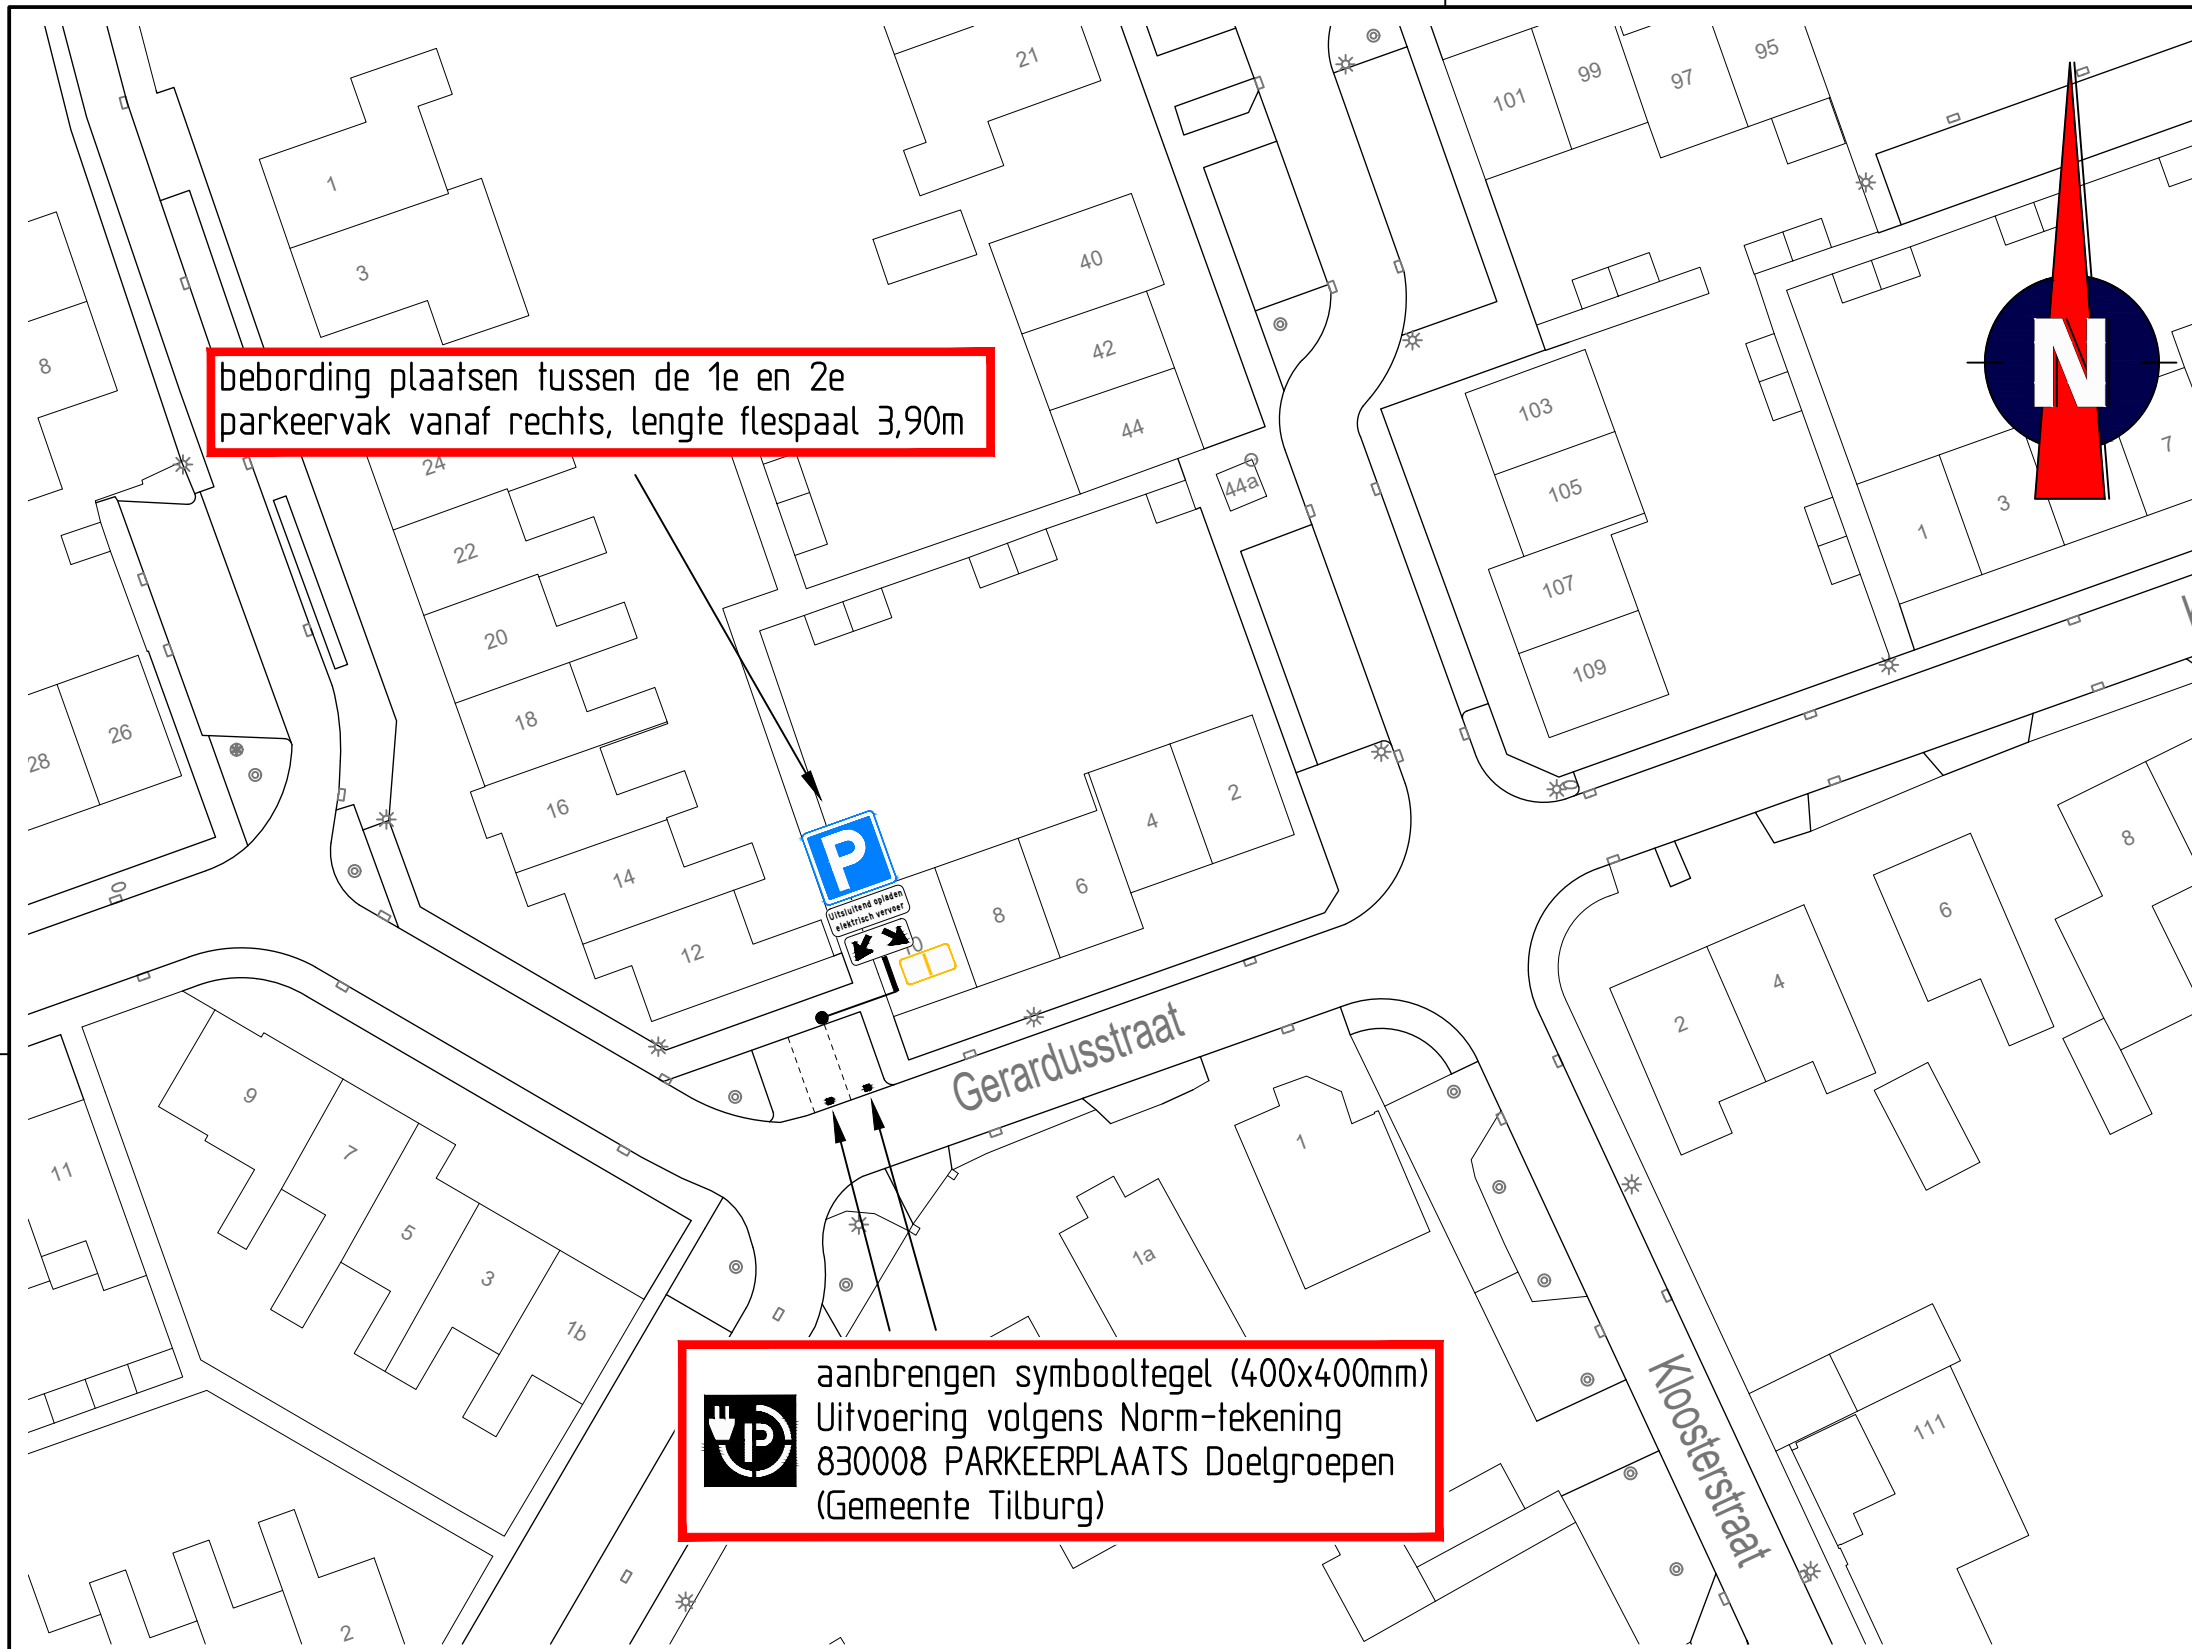 21
95
99
97
101
1
40
3
42
8
bebording plaatsen tussen de 1e en 2e
parkeervak vanaf rechts, lengte flespaal 3,90m
N
103
44
7
24
44a
105
3
1
22
107
20
109
18
26
28
16
2
4
8
P
14
6
Uitsluitend opladen
elektrisch vervoer
8
6
12
10
4
2
Gerardusstraat
9
7
11
1
5
1a
3
1b
Kloosterstraat
111
aanbrengen symbooltegel (400x400mm)
Uitvoering volgens Norm-tekening
830008 PARKEERPLAATS Doelgroepen
(Gemeente Tilburg)
P
2